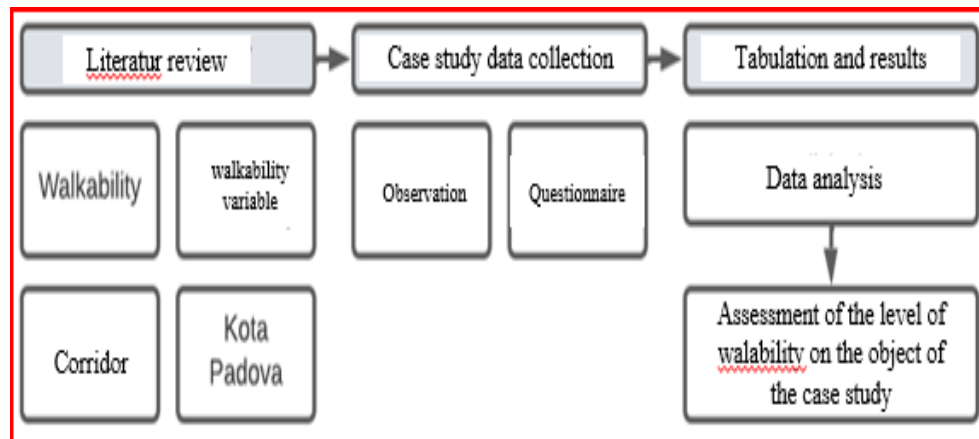 Literatur review
Case study data collection
Tabulation and results
Walkability
walkability
variable
Observation
Questionnaire
Data analysis
Corridor
Kota
Padova
Assessment of the level of
walability on the object of
the case study